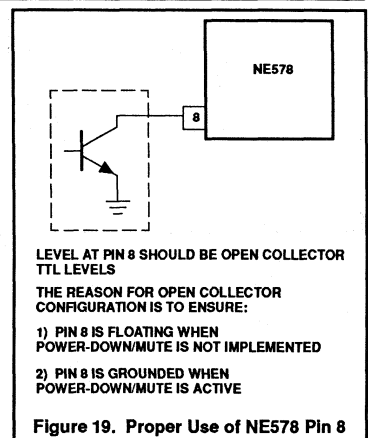 NE578
8
LEVEL AT PIN 8 SHOULD BE OPEN COLLECTOR
TTL LEVELS
THE REASON FOR OPEN COLLECTOR
CONFIGURATION IS TO ENSURE:
1) PIN 8 IS FLOATING WHEN
POWER-DOWN/MUTE IS NOT IMPLEMENTED
2) PIN 8 IS GROUNDED WHEN
POWER-DOWN/MUTE IS ACTIVE
Figure 19. Proper Use of NE578 Pin 8